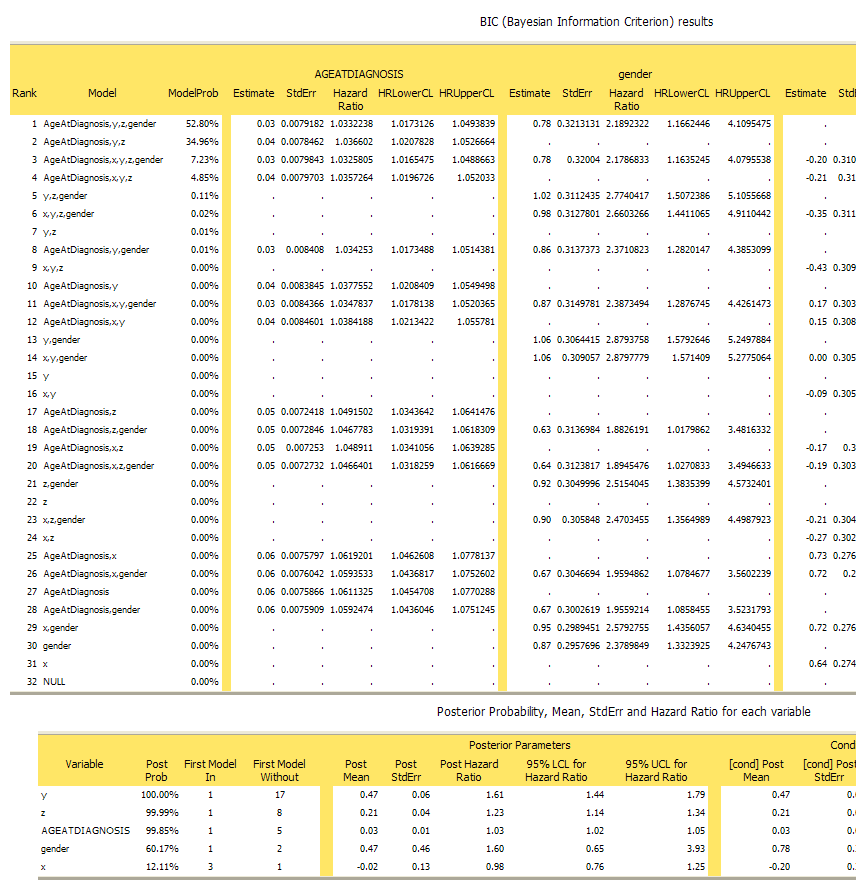 BIC (Bayesian Information Criterion) results
AGEATDIAGNOSIS gender
Rank Model ModelProb Estimate StdErr Hazard Ratio HRLowerCL HRUpperCL Estimate StdErr Hazard Ratio HRLowerCL HRUpperCL Estimate
1 AgeAtDiagnosis,y,z,gender 52.80% 0.03 0.0079182 1.0332238 1.0173126 1.0493839 0.78 0.3213131 2.1892322 1.1662446 4.1095475 .
2 AgeAtDiagnosis,y,z 34.96% 0.04 0.0078462 1.036602 1.0207828 1.0526664 . . . . . .
3 AgeAtDiagnosis,x,y,z,gender 7.23% 0.03 0.0079843 1.0325805 1.0165475 1.0488663 0.78 0.32004 2.1786833 1.1635245 4.0795538 -0.20 0.310
4 AgeAtDiagnosis,x,y,z 4.85% 0.04 0.0079703 1.0357264 1.0196726 1.052033 . . . . . -0.21 0.31
5 y,z,gender 0.11% . . . . . 1.02 0.3112435 2.7740417 1.5072386 5.1055668 .
6 x,y,z,gender 0.02% . . . . . 0.98 0.3127801 2.6603266 1.4411065 4.9110442 -0.35 0.311
7 y,z 0.01% . . . . . . . . . . .
8 AgeAtDiagnosis,y,gender 0.01% 0.03 0.008408 1.034253 1.0173488 1.0514381 0.86 0.3137373 2.3710823 1.2820147 4.3853099 .
9 x,y,z 0.00% . . . . . . . . . . -0.43 0.309
10 AgeAtDiagnosis,y 0.00% 0.04 0.0083845 1.0377552 1.0208409 1.0549498 . . . . . .
11 AgeAtDiagnosis,x,y,gender 0.00% 0.03 0.0084366 1.0347837 1.0178138 1.0520365 0.87 0.3149781 2.3873494 1.2876745 4.4261473 0.17 0.303
12 AgeAtDiagnosis,x,y 0.00% 0.04 0.0084601 1.0384188 1.0213422 1.055781 . . . . . 0.15 0.308
13 y,gender 0.00% . . . . . 1.06 0.3064415 2.8793758 1.5792646 5.2497884 .
14 x,y,gender 0.00% . . . . . 1.06 0.309057 2.8797779 1.571409 5.2775064 0.00 0.305
15 y 0.00% . . . . . . . . . . .
16 x,y 0.00% . . . . . . . . . . -0.09 0.305
17 AgeAtDiagnosis,z 0.00% 0.05 0.0072418 1.0491502 1.0343642 1.0641476 . . . . . .
18 AgeAtDiagnosis,z,gender 0.00% 0.05 0.0072846 1.0467783 1.0319391 1.0618309 0.63 0.3136984 1.8826191 1.0179862 3.4816332 .
19 AgeAtDiagnosis,x,z 0.00% 0.05 0.007253 1.048911 1.0341056 1.0639285 . . . . . -0.17 0.3
20 AgeAtDiagnosis,x,z,gender 0.00% 0.05 0.0072732 1.0466401 1.0318259 1.0616669 0.64 0.3123817 1.8945476 1.0270833 3.4946633 -0.19 0.303
21 z,gender 0.00% . . . . . 0.92 0.3049996 2.5154045 1.3835399 4.5732401 .
22 z 0.00% . . . . . . . . . . .
23 x,z,gender 0.00% . . . . . 0.90 0.305848 2.4703455 1.3564989 4.4987923 -0.21 0.304
24 x,z 0.00% . . . . . . . . . . -0.27 0.302
25 AgeAtDiagnosis,x 0.00% 0.06 0.0075797 1.0619201 1.0462608 1.0778137 . . . . . 0.73 0.276
26 AgeAtDiagnosis,x,gender 0.00% 0.06 0.0076042 1.0593533 1.0436817 1.0752602 0.67 0.3046694 1.9594862 1.0784677 3.5602239 0.72 0.2
27 AgeAtDiagnosis 0.00% 0.06 0.0075866 1.0611325 1.0454708 1.0770288 . . . . . .
28 AgeAtDiagnosis,gender 0.00% 0.06 0.0075909 1.0592474 1.0436046 1.0751245 0.67 0.3002619 1.9559214 1.0858455 3.5231793 .
29 x,gender 0.00% . . . . . 0.95 0.2989451 2.5792755 1.4356057 4.6340455 0.72 0.276
30 gender 0.00% . . . . . 0.87 0.2957696 2.3789849 1.3323925 4.2476743 .
31 x 0.00% . . . . . . . . . . 0.64 0.274
32 NULL 0.00% . . . . . . . . . . .
Posterior Probability, Mean, StdErr and Hazard Ratio for each variable
Posterior Parameters Cond
Variable Post Prob First Model In First Model Without Post Mean Post StdErr Post Hazard Ratio 95% LCL for Hazard Ratio 95% UCL for Hazard Ratio [cond] Post Mean [cond] Post StdErr
y 100.00% 1 17 0.47 0.06 1.61 1.44 1.79 0.47 0.
z 99.99% 1 8 0.21 0.04 1.23 1.14 1.34 0.21 0.
AGEATDIAGNOSIS 99.85% 1 5 0.03 0.01 1.03 1.02 1.05 0.03 0.
gender 60.17% 1 2 0.47 0.46 1.60 0.65 3.93 0.78 0.
x 12.11% 3 1 -0.02 0.13 0.98 0.76 1.25 -0.20 0.